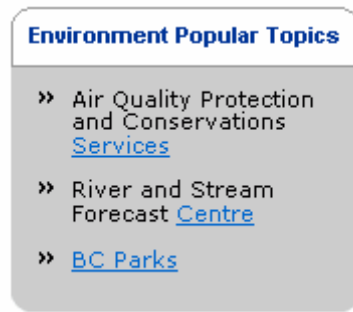 Environment Popular Topics
» Air Quality Protection
and Conservations
Services
» River and Stream
Forecast Centre
» BC Parks